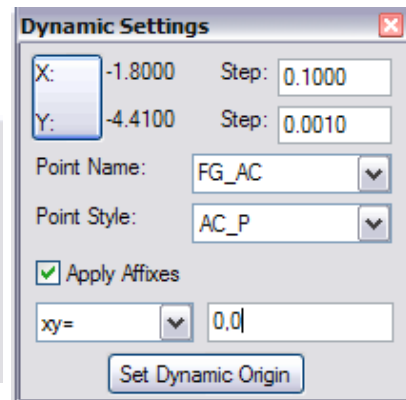 Dynamic Settings
X: -1.8000 Step: 0.1000
Y: -4.4100 Step: 0.0010
Point Name: FG_AC
Point Style: AC_P
Apply Affixes
xy= 0,0
Set Dynamic Origin